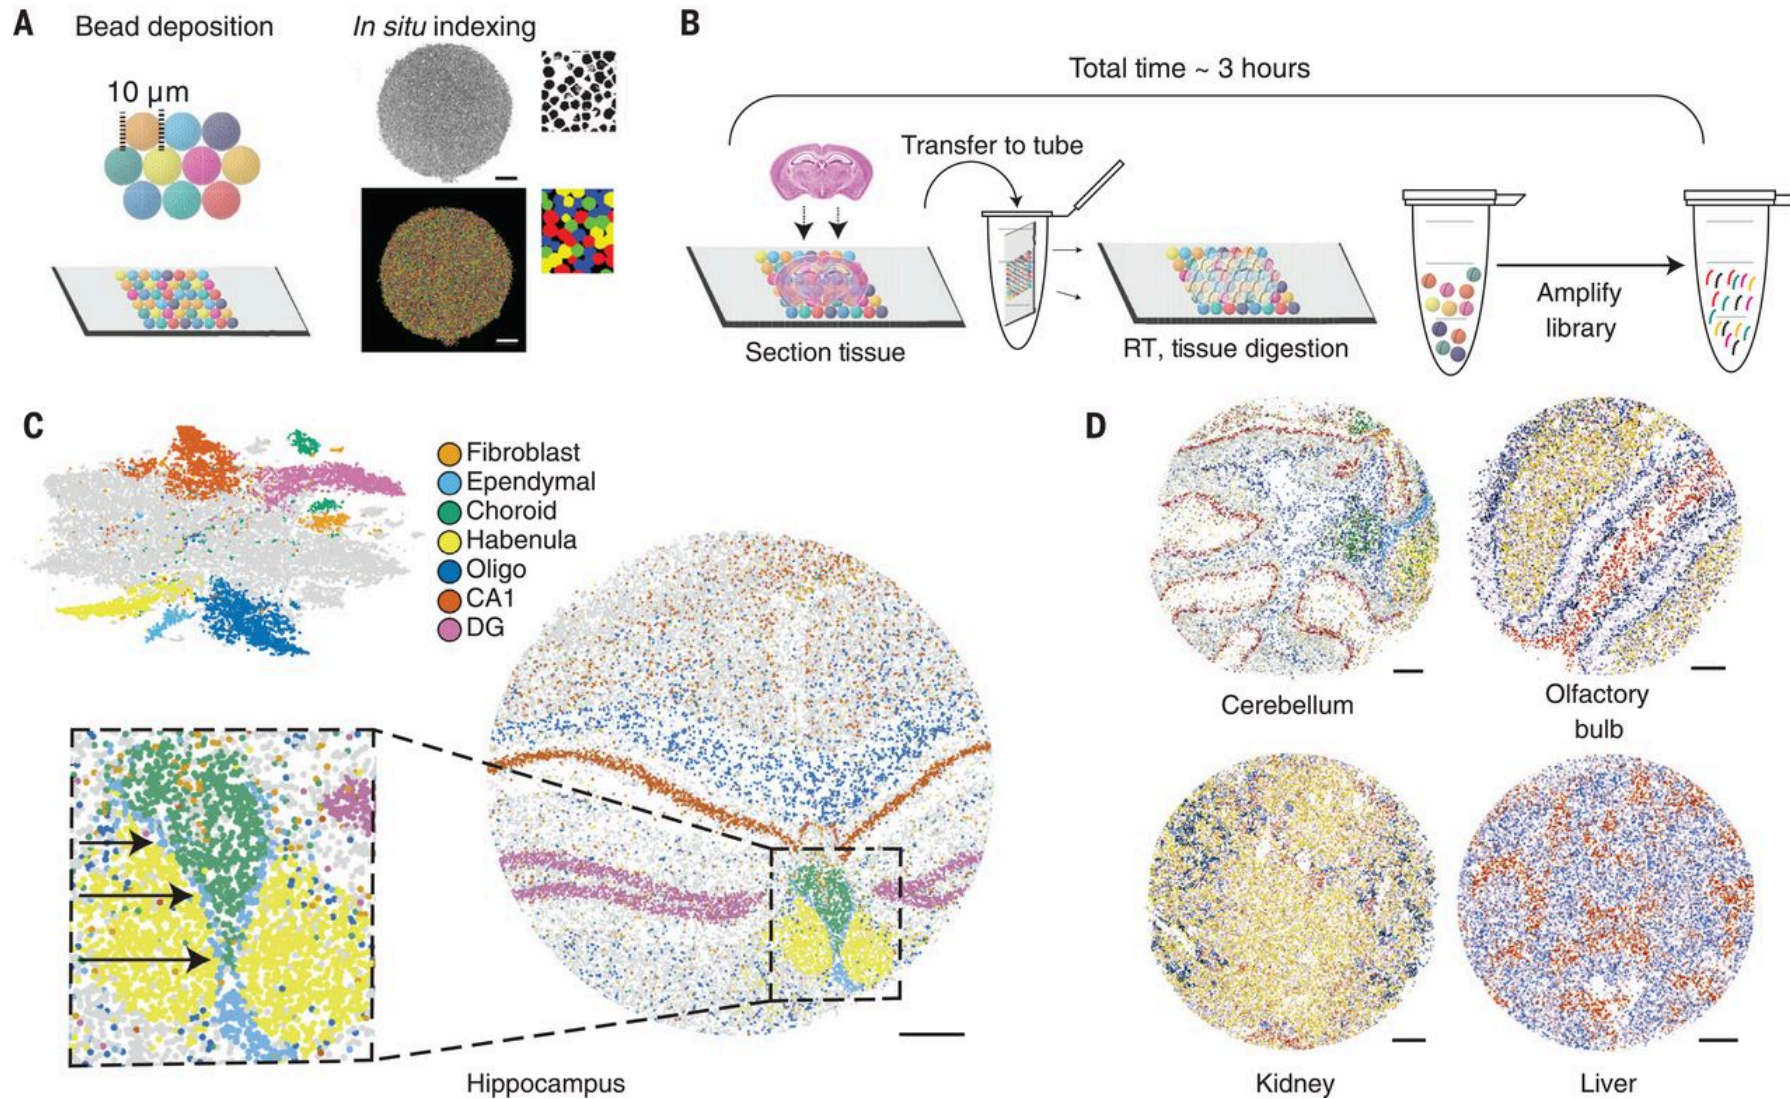 A
Bead deposition
In situ indexing
10 µm
B
Total time ~ 3 hours
Transfer to tube
Section tissue
RT, tissue digestion
Amplify
library
C
Fibroblast
Ependymal
Choroid
Habenula
Oligo
CA1
DG
Hippocampus
D
Cerebellum
Olfactory
bulb
Kidney
Liver